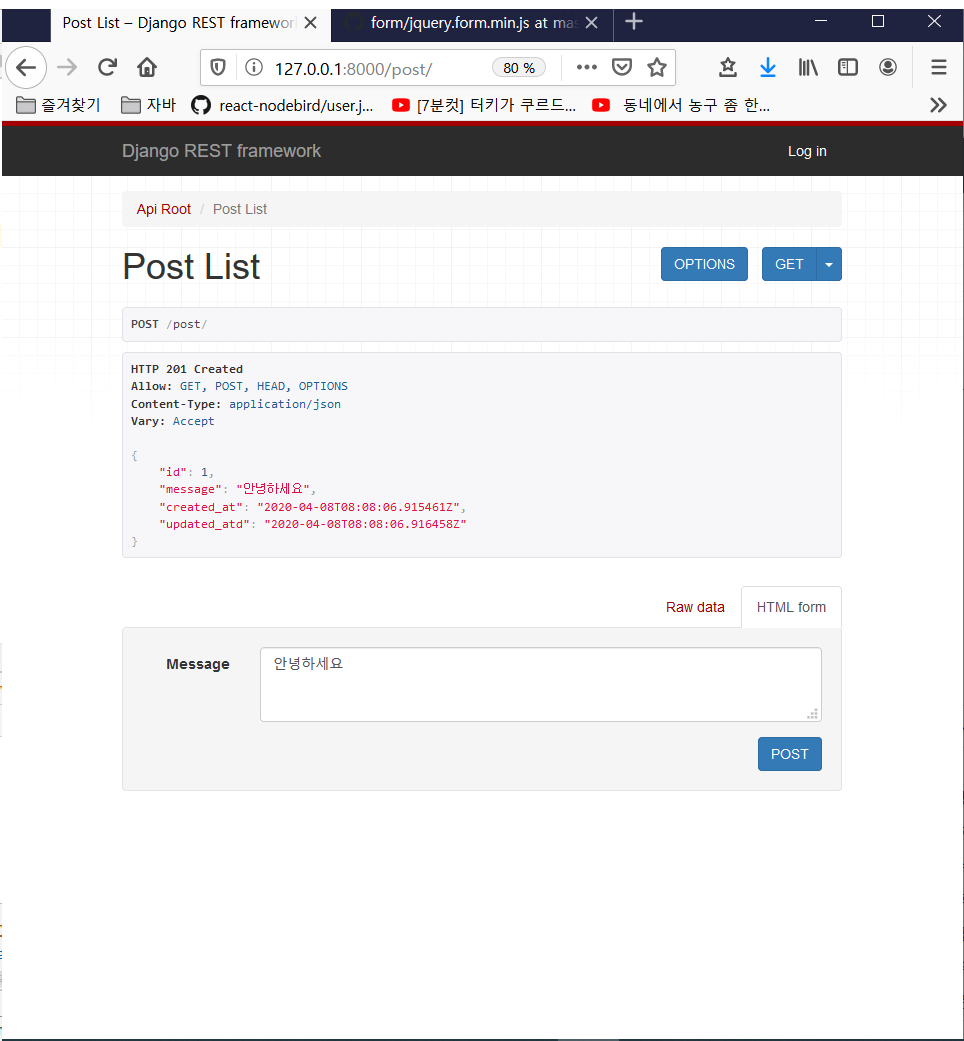 Post List – Django REST framewor
form/jquery.form.min.js at mas
127.0.0.1:8000/post/
80 %
즐겨찾기
자바
react-nodebird/user.j...
[7분컷] 터키가 쿠르드...
동네에서 농구 좀 한...
Django REST framework
Log in
Api Root / Post List
Post List
OPTIONS
GET
POST /post/
HTTP 201 Created
Allow: GET, POST, HEAD, OPTIONS
Content-Type: application/json
Vary: Accept
{
"id": 1,
"message": "안녕하세요",
"created_at": "2020-04-08T08:08:06.915461Z",
"updated_atd": "2020-04-08T08:08:06.916458Z"
}
Raw data
HTML form
Message
안녕하세요
POST